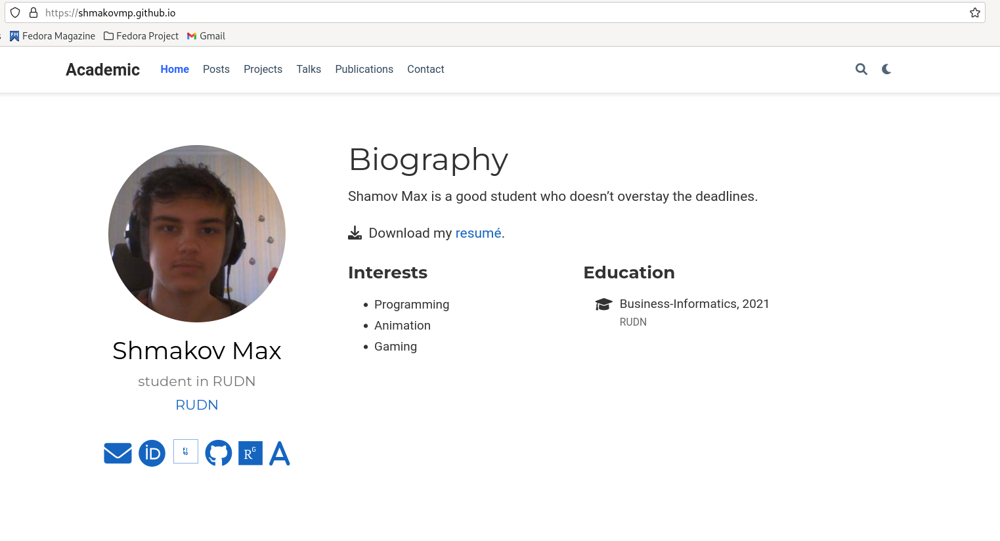 https://shmakovmp.github.io
Fedora Magazine Fedora Project Gmail
Academic Home Posts Projects Talks Publications Contact
Biography
Shamov Max is a good student who doesn’t overstay the deadlines.
Download my resumé.
Interests
Programming
Animation
Gaming
Education
Business-Informatics, 2021
RUDN
Shmakov Max
student in RUDN
RUDN
iD
RG